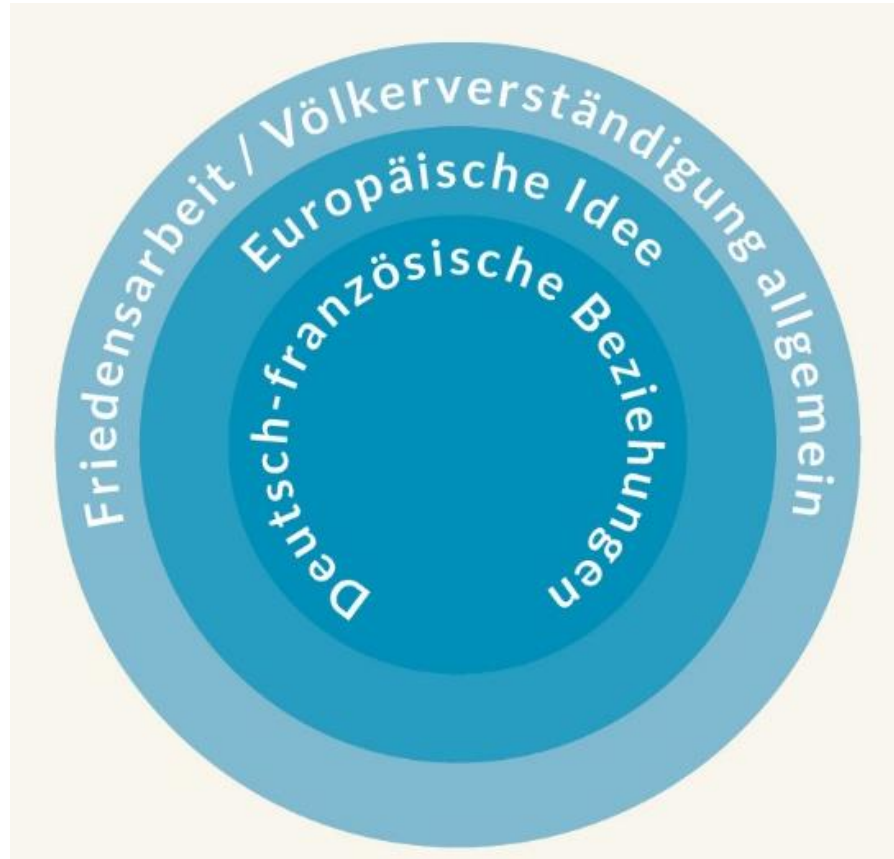 Friedensarbeit / Völkerverständigung allgemein
Europäische Idee
Deutsch-französische Beziehungen